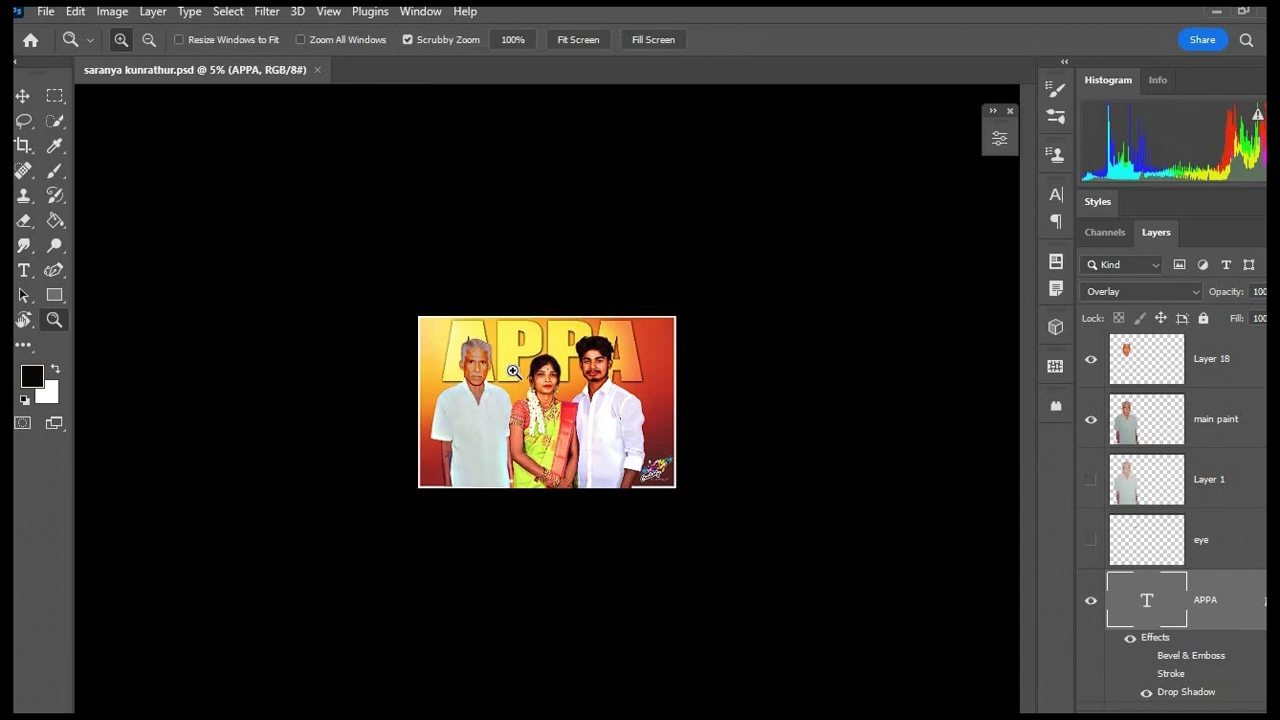 File Edit Image Layer Type Select Filter 3D View Plugins Window Help
Resize Windows to Fit Zoom All Windows Scrubby Zoom 100% Fit Screen Fill Screen Share
saranya kunrathur.psd @ 5% (APPA, RGB/8#) ×
Histogram Info
Styles
Channels Layers
Kind
Overlay Opacity: 100
Lock: Fill: 100
APPA
Layer 18
main paint
Layer 1
eye
T APPA
Effects
Bevel & Emboss
Stroke
Drop Shadow